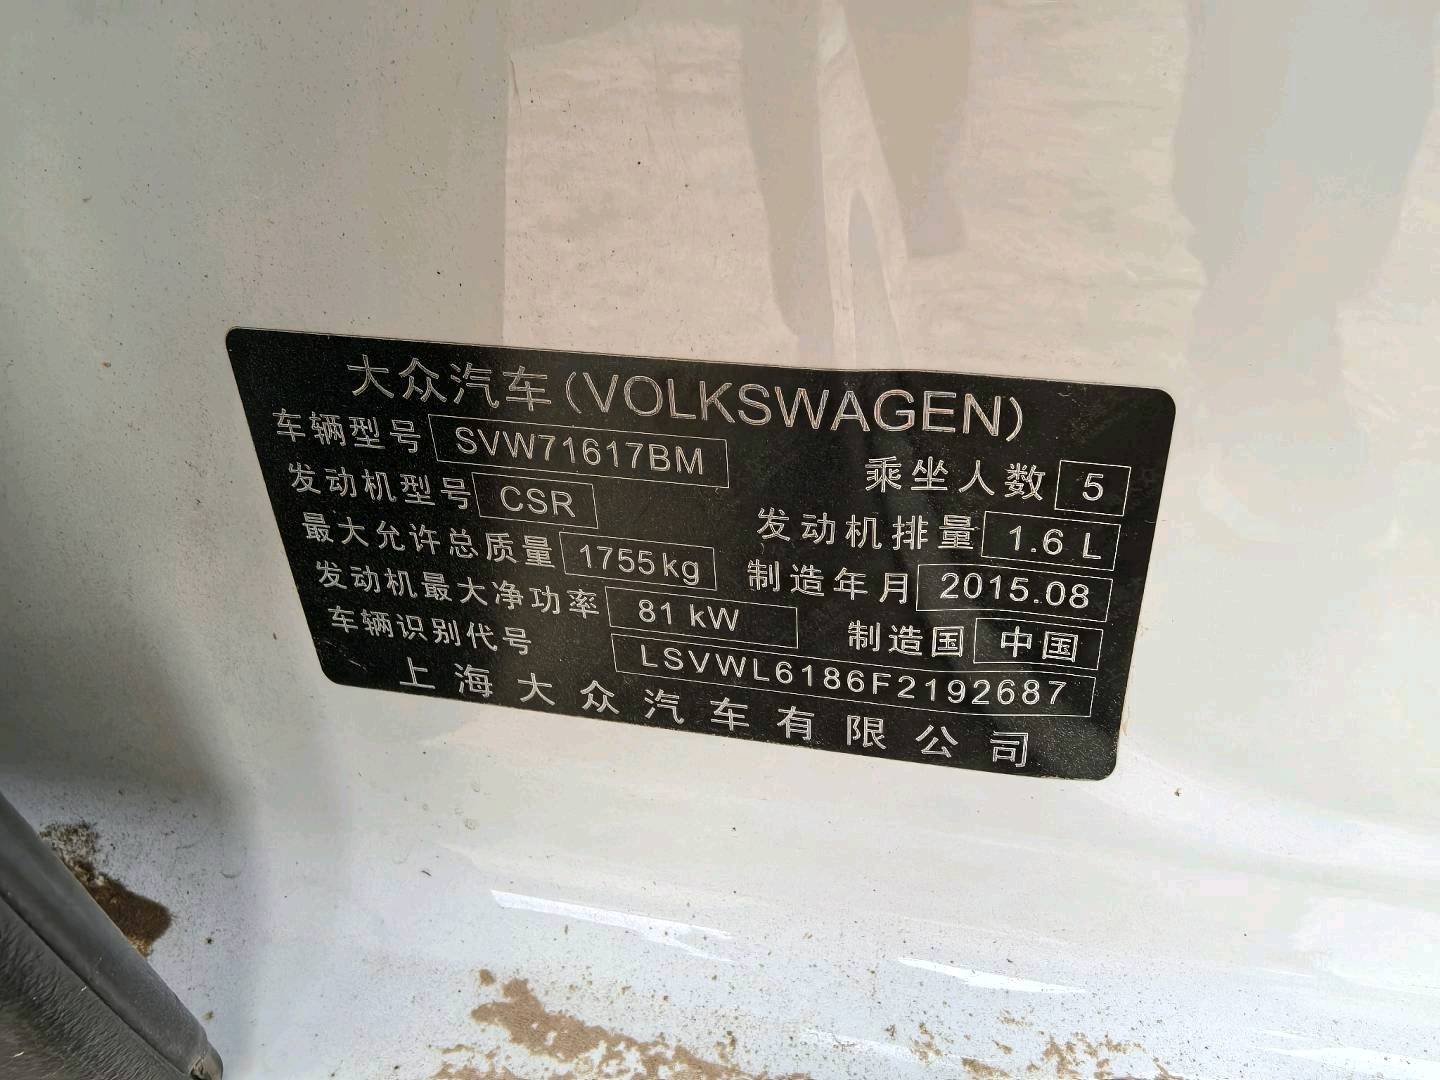 大众汽车(VOLKSWAGEN)
车辆型号 SVW71617BM 乘坐人数 5
发动机型号 CSR 发动机排量 1.6 L
最大允许总质量 1755kg 制造年月 2015.08
发动机最大净功率 81 kW 制造国 中国
车辆识别代号 LSVWL6186F2192687
上海大众汽车有限公司